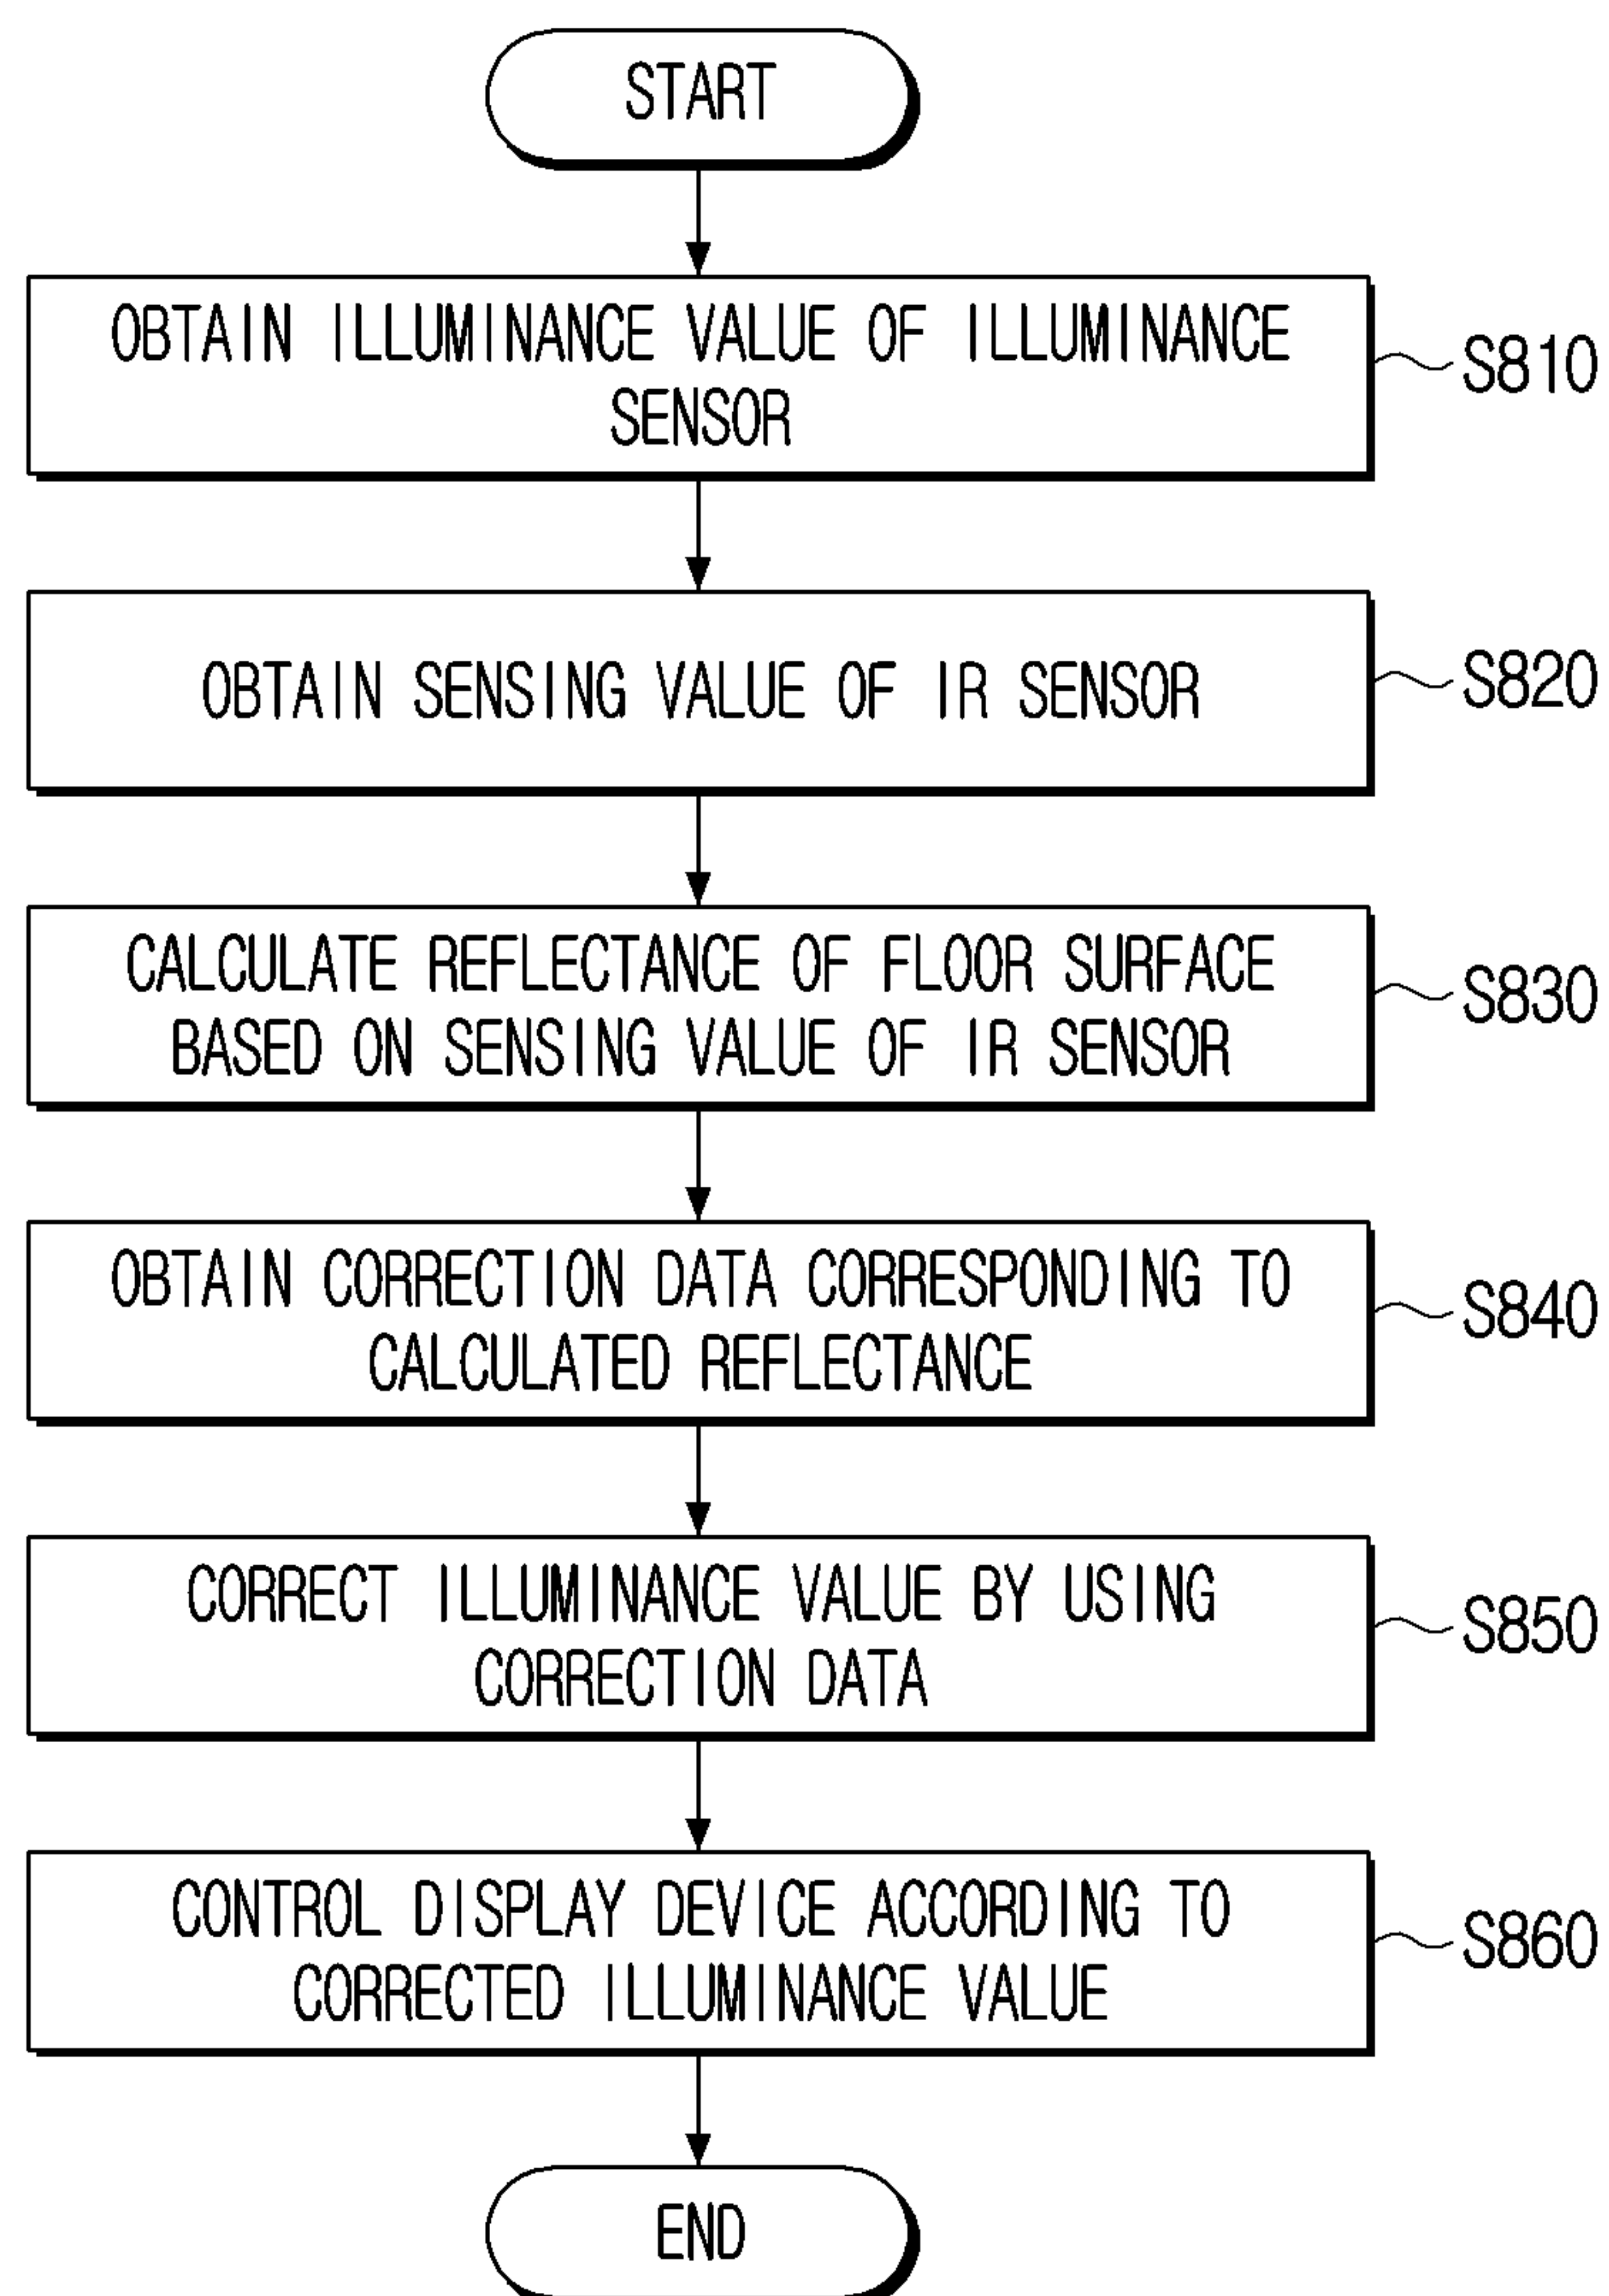 START
OBTAIN ILLUMINANCE VALUE OF ILLUMINANCE
SENSOR
S810
OBTAIN SENSING VALUE OF IR SENSOR
S820
CALCULATE REFLECTANCE OF FLOOR SURFACE
BASED ON SENSING VALUE OF IR SENSOR
S830
OBTAIN CORRECTION DATA CORRESPONDING TO
CALCULATED REFLECTANCE
S840
CORRECT ILLUMINANCE VALUE BY USING
CORRECTION DATA
S850
CONTROL DISPLAY DEVICE ACCORDING TO
CORRECTED ILLUMINANCE VALUE
S860
END